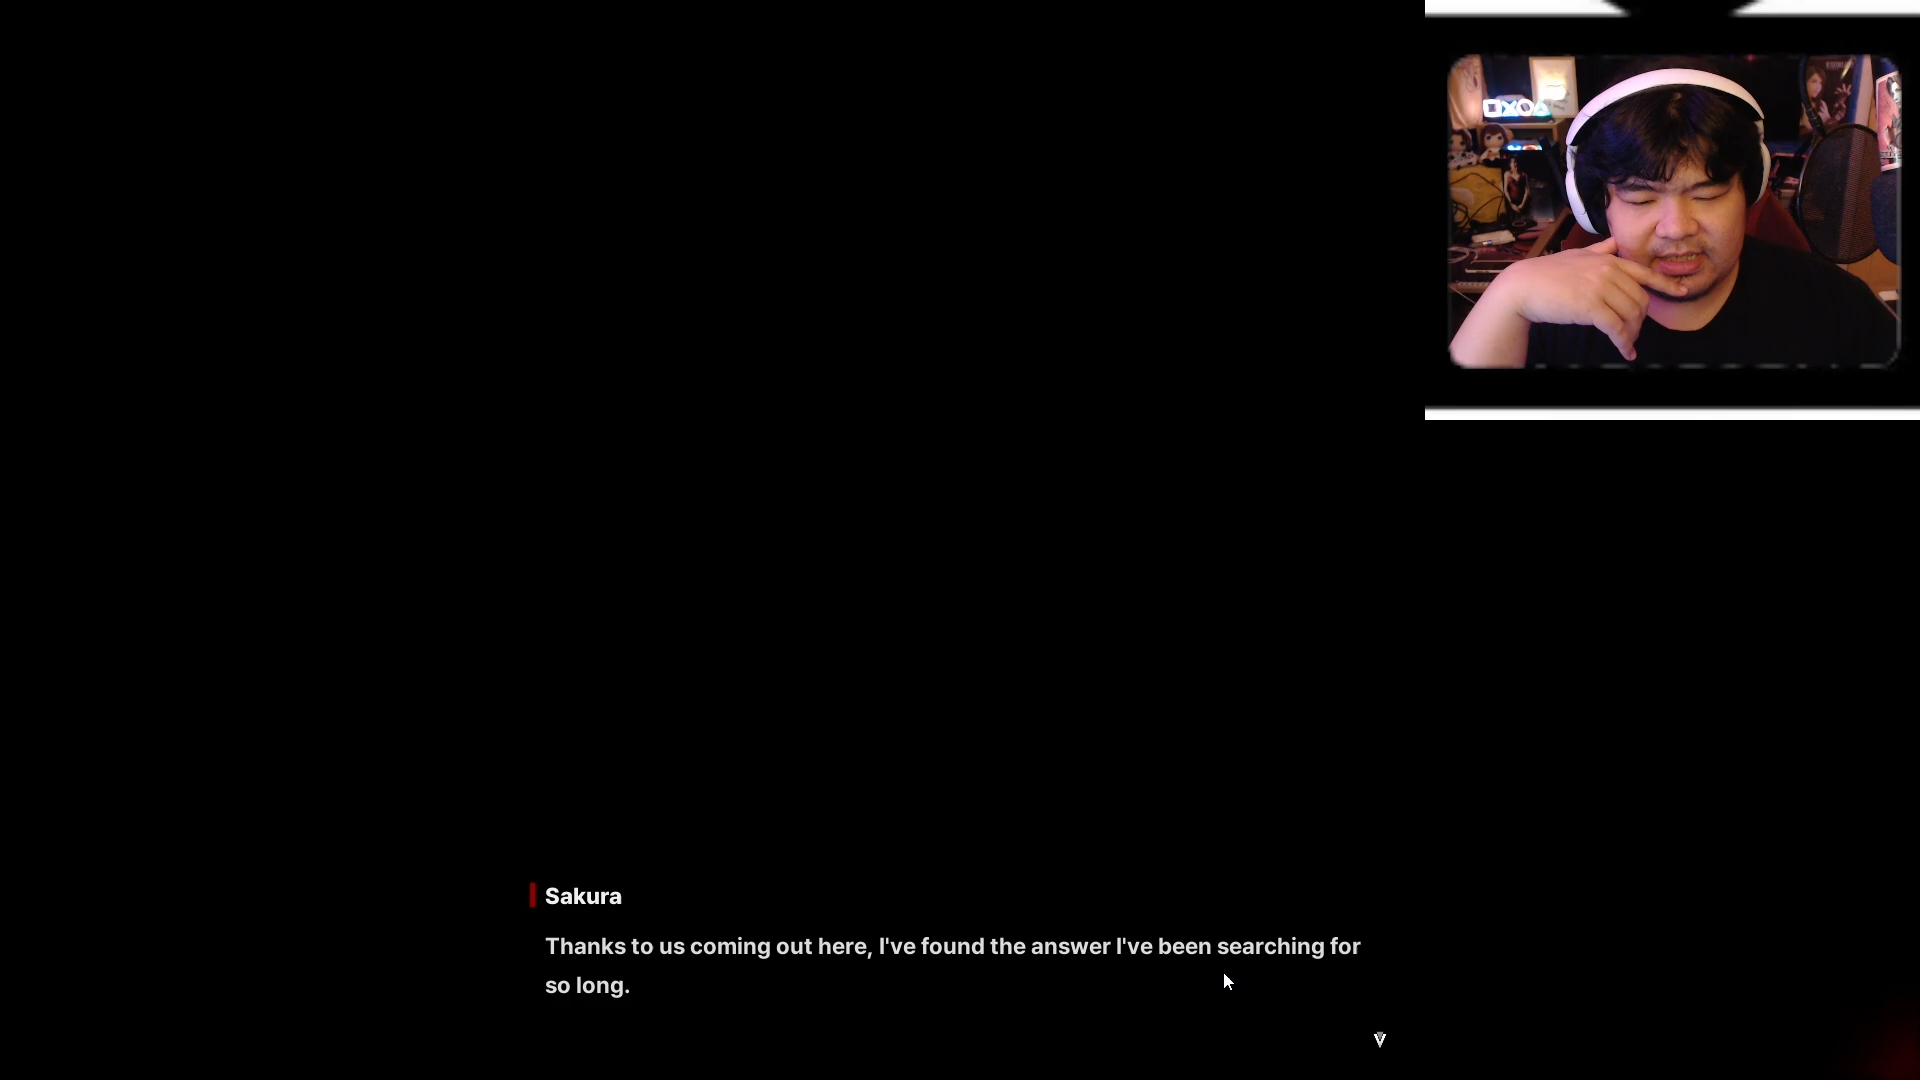 Sakura
Thanks to us coming out here, I've found the answer I've been searching for
so long.